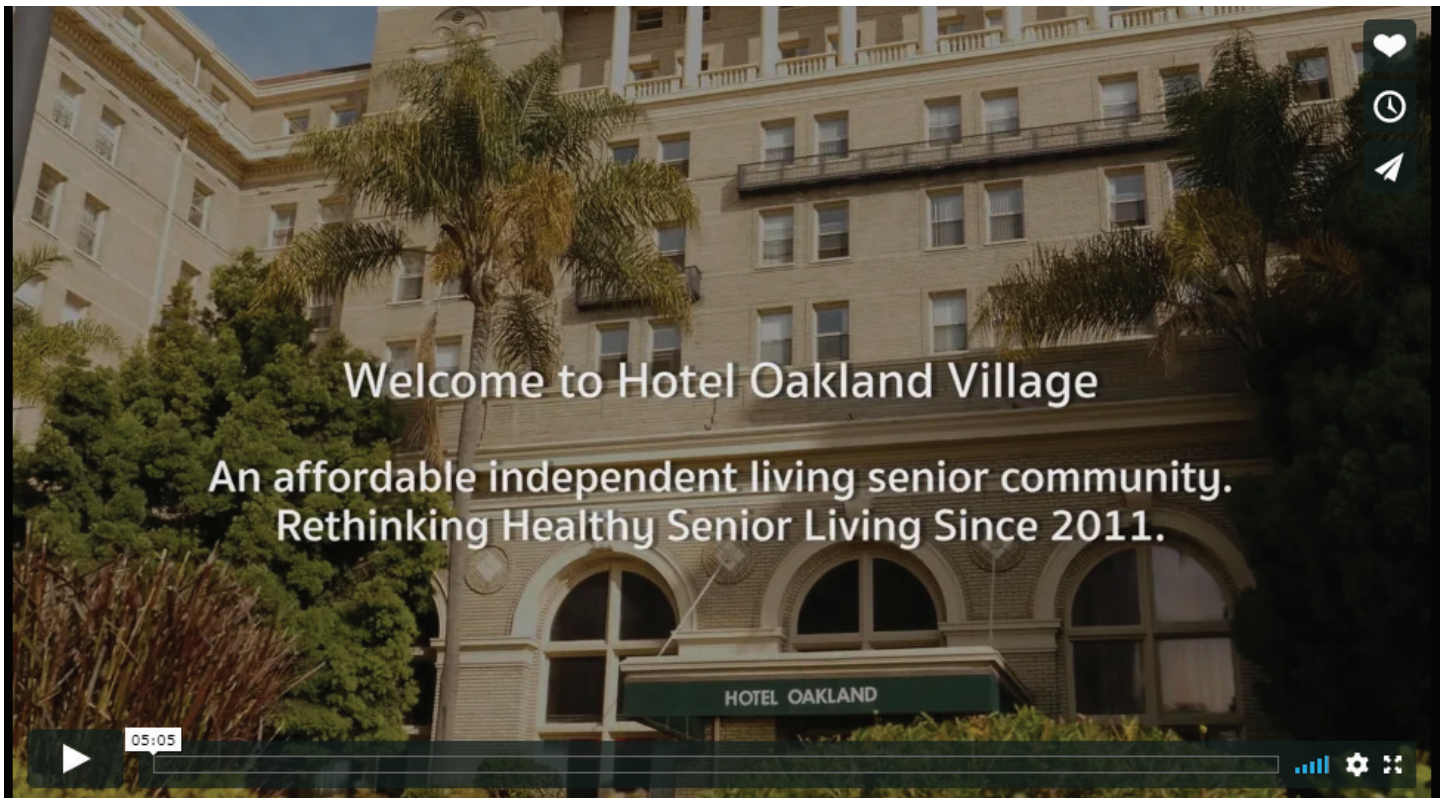 Welcome to Hotel Oakland Village
An affordable independent living senior community.
Rethinking Healthy Senior Living Since 2011.
HOTEL OAKLAND
05:05